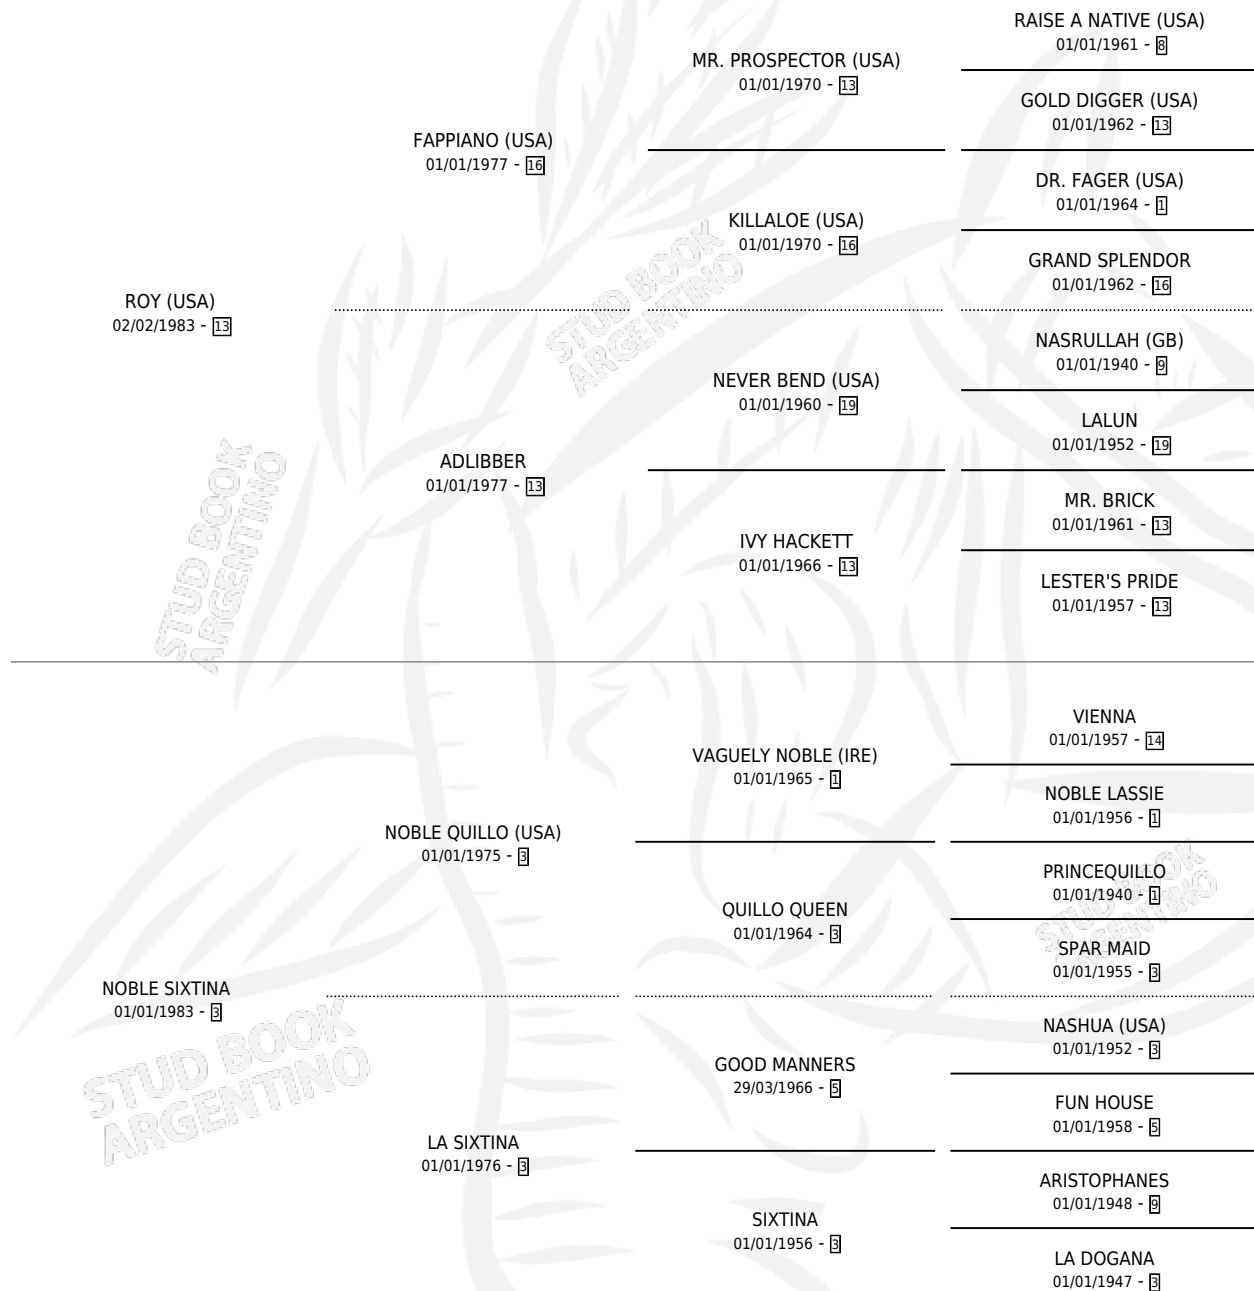 RAISE A NATIVE (USA)
01/01/1961 - 8
MR. PROSPECTOR (USA)
01/01/1970 - 13
GOLD DIGGER (USA)
01/01/1962 - 13
FAPPIANO (USA)
01/01/1977 - 16
DR. FAGER (USA)
01/01/1964 - 1
KILLALOE (USA)
01/01/1970 - 16
GRAND SPLENDOR
01/01/1962 - 16
ROY (USA)
02/02/1983 - 13
NASRULLAH (GB)
01/01/1940 - 9
NEVER BEND (USA)
01/01/1960 - 19
LALUN
01/01/1952 - 19
ADLIBBER
01/01/1977 - 13
MR. BRICK
01/01/1961 - 13
IVY HACKETT
01/01/1966 - 13
LESTER'S PRIDE
01/01/1957 - 13
VIENNA
01/01/1957 - 14
VAGUELY NOBLE (IRE)
01/01/1965 - 1
NOBLE LASSIE
01/01/1956 - 1
NOBLE QUILLO (USA)
01/01/1975 - 3
PRINCEQUILLO
01/01/1940 - 1
QUILLO QUEEN
01/01/1964 - 3
SPAR MAID
01/01/1955 - 3
NOBLE SIXTINA
01/01/1983 - 3
NASHUA (USA)
01/01/1952 - 3
GOOD MANNERS
29/03/1966 - 5
FUN HOUSE
01/01/1958 - 5
LA SIXTINA
01/01/1976 - 3
ARISTOPHANES
01/01/1948 - 9
SIXTINA
01/01/1956 - 3
LA DOGANA
01/01/1947 - 3
STUD BOOK
ARGENTINO
STUD BOOK
ARGENTINO
STUD BOOK
ARGENTINO
STUD BOOK
ARGENTINO